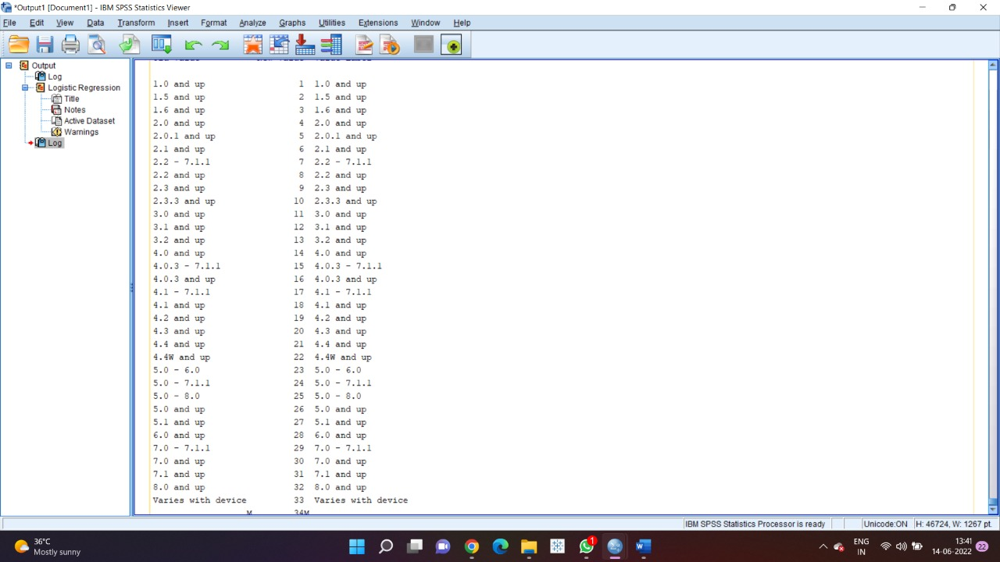 *Output1 [Document1] - IBM SPSS Statistics Viewer
File Edit View Data Transform Insert Format Analyze Graphs Utilities Extensions Window Help
Output
Log
Logistic Regression
Title
Notes
Active Dataset
Warnings
Log
1.0 and up 1 1.0 and up
1.5 and up 2 1.5 and up
1.6 and up 3 1.6 and up
2.0 and up 4 2.0 and up
2.0.1 and up 5 2.0.1 and up
2.1 and up 6 2.1 and up
2.2 - 7.1.1 7 2.2 - 7.1.1
2.2 and up 8 2.2 and up
2.3 and up 9 2.3 and up
2.3.3 and up 10 2.3.3 and up
3.0 and up 11 3.0 and up
3.1 and up 12 3.1 and up
3.2 and up 13 3.2 and up
4.0 and up 14 4.0 and up
4.0.3 - 7.1.1 15 4.0.3 - 7.1.1
4.0.3 and up 16 4.0.3 and up
4.1 - 7.1.1 17 4.1 - 7.1.1
4.1 and up 18 4.1 and up
4.2 and up 19 4.2 and up
4.3 and up 20 4.3 and up
4.4 and up 21 4.4 and up
4.4W and up 22 4.4W and up
5.0 - 6.0 23 5.0 - 6.0
5.0 - 7.1.1 24 5.0 - 7.1.1
5.0 - 8.0 25 5.0 - 8.0
5.0 and up 26 5.0 and up
5.1 and up 27 5.1 and up
6.0 and up 28 6.0 and up
7.0 - 7.1.1 29 7.0 - 7.1.1
7.0 and up 30 7.0 and up
7.1 and up 31 7.1 and up
8.0 and up 32 8.0 and up
Varies with device 33 Varies with device
M 34M
IBM SPSS Statistics Processor is ready Unicode:ON H: 46724, W: 1267 pt.
36°C
Mostly sunny
1
ENG
IN
13:41
14-06-2022
22